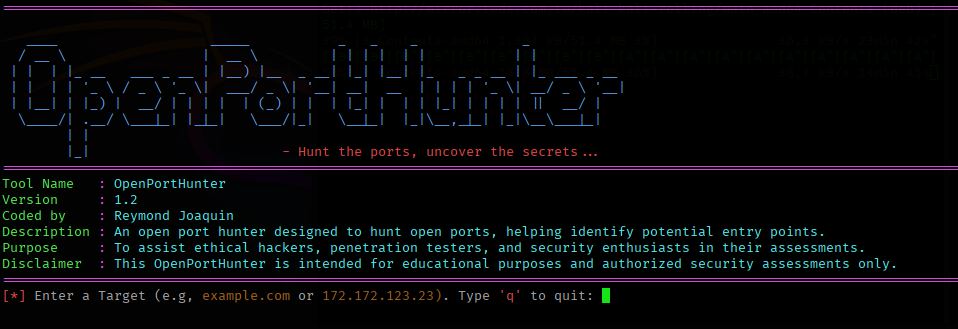 OpenPortHunter
- Hunt the ports, uncover the secrets...
Tool Name : OpenPortHunter
Version : 1.2
Coded by : Reymond Joaquin
Description : An open port hunter designed to hunt open ports, helping identify potential entry points.
Purpose : To assist ethical hackers, penetration testers, and security enthusiasts in their assessments.
Disclaimer : This OpenPortHunter is intended for educational purposes and authorized security assessments only.
[*] Enter a Target (e.g, example.com or 172.172.123.23). Type 'q' to quit: